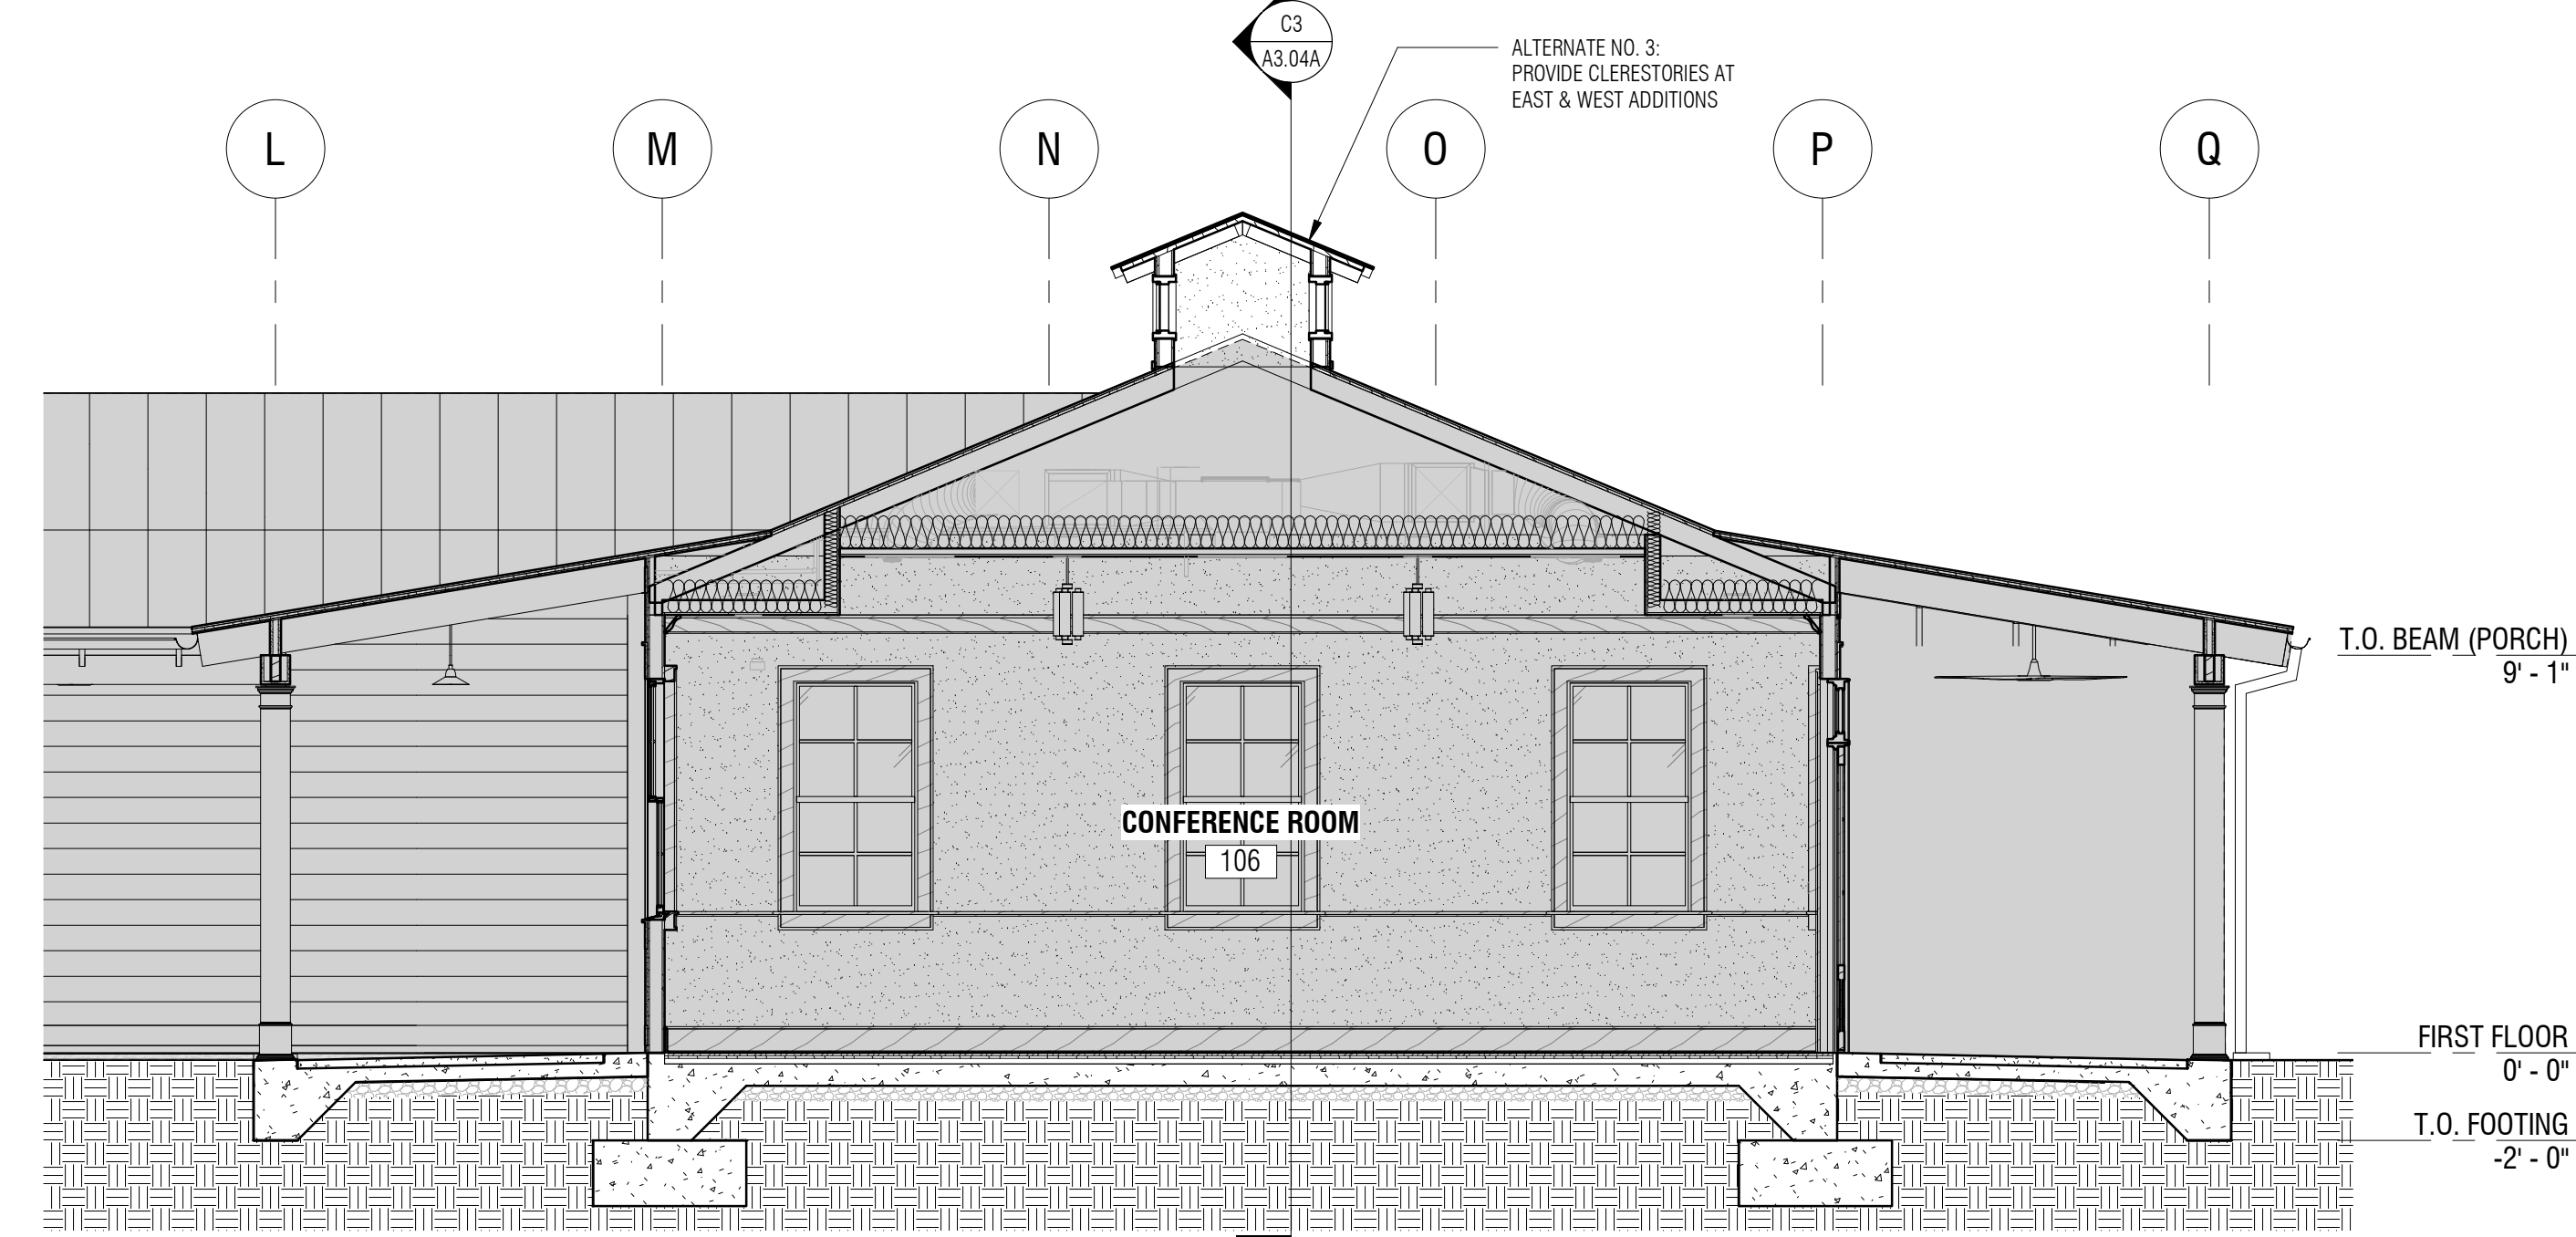 C3
A3.04A
ALTERNATE NO. 3:
PROVIDE CLERESTORIES AT
EAST & WEST ADDITIONS
L
M
N
O
P
Q
T.O. BEAM (PORCH)
9' - 1"
CONFERENCE ROOM
106
FIRST FLOOR
0' - 0"
T.O. FOOTING
-2' - 0"